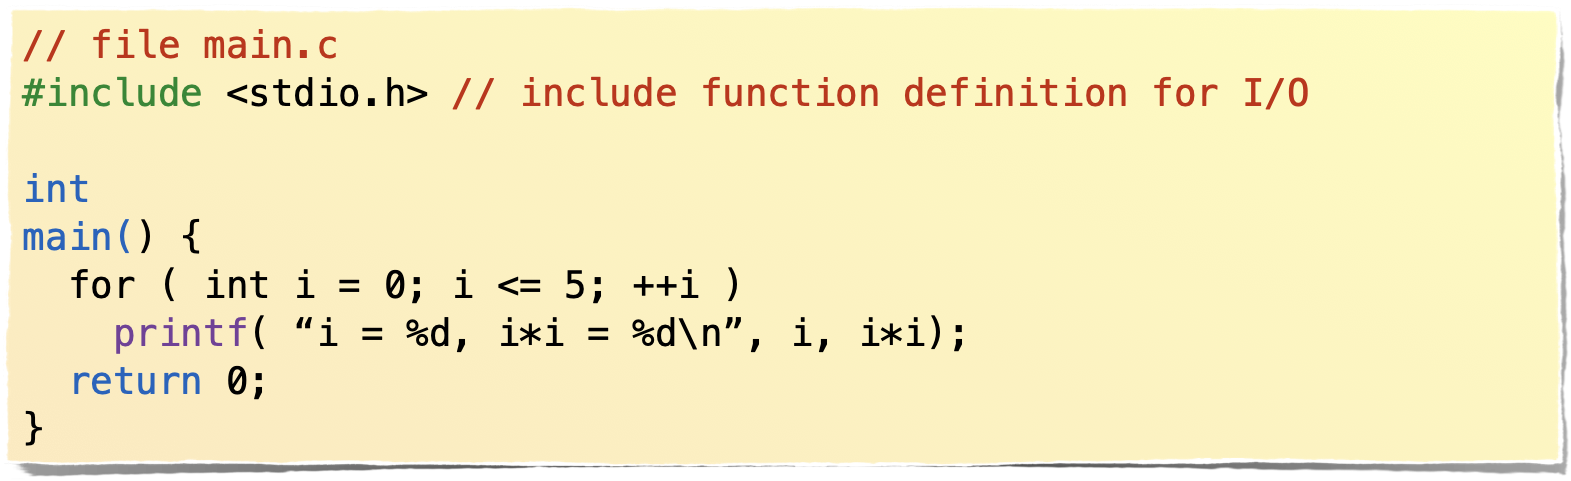 // file main.c
#include <stdio.h> // include function definition for I/O
int
main() {
for ( int i = 0; i <= 5; ++i )
printf( “i = %d, i*i = %d\n”, i, i*i);
return 0;
}